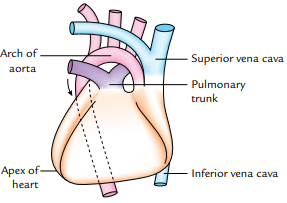 Arch of
aorta
Superior vena cava
Pulmonary
trunk
Apex of
heart
Inferior vena cava